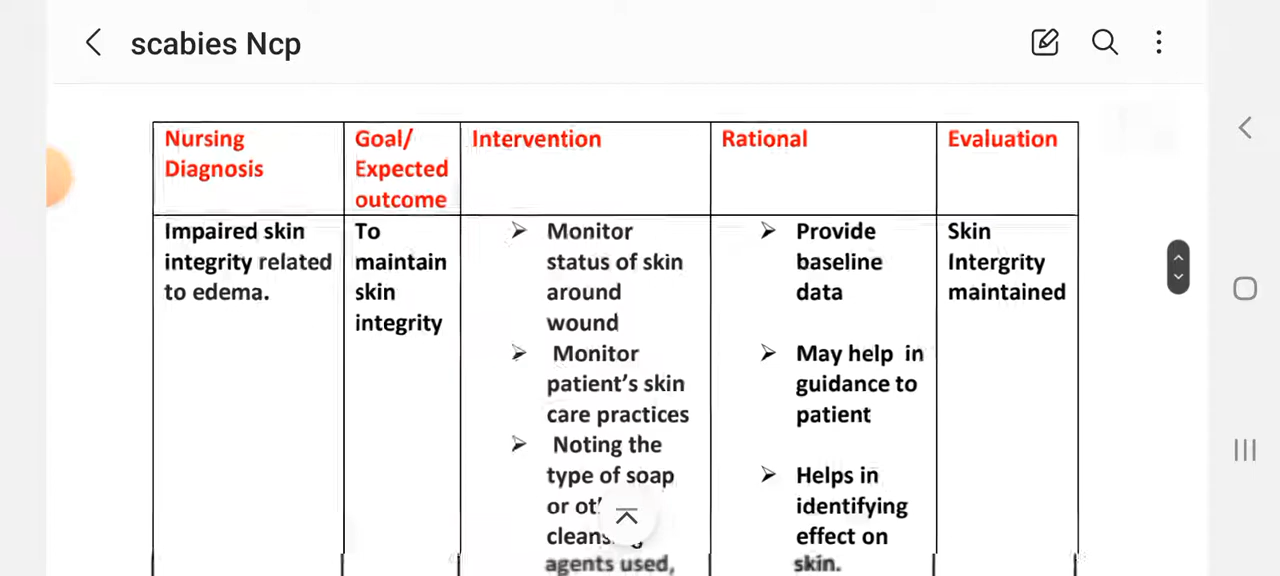 scabies Ncp
Nursing
Diagnosis
Goal/
Expected
outcome
Intervention
Rational
Evaluation
Impaired skin
integrity related
to edema.
To
maintain
skin
integrity
➢ Monitor
status of skin
around
wound
➢ Monitor
patient's skin
care practices
➢ Noting the
type of soap
agents used,
➢ Provide
baseline
data
➢ May help in
guidance to
patient
➢ Helps in
identifying
effect on
skin.
Skin
Intergrity
maintained